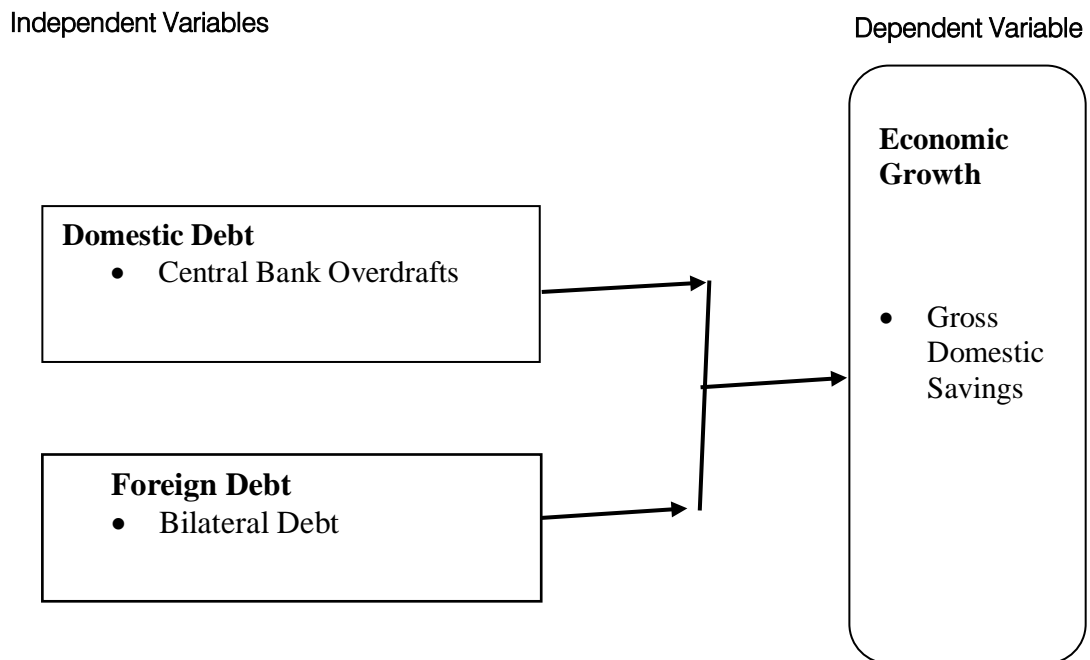 Independent Variables
Dependent Variable
Economic
Growth
Domestic Debt
• Central Bank Overdrafts
• Gross
Domestic
Savings
Foreign Debt
• Bilateral Debt